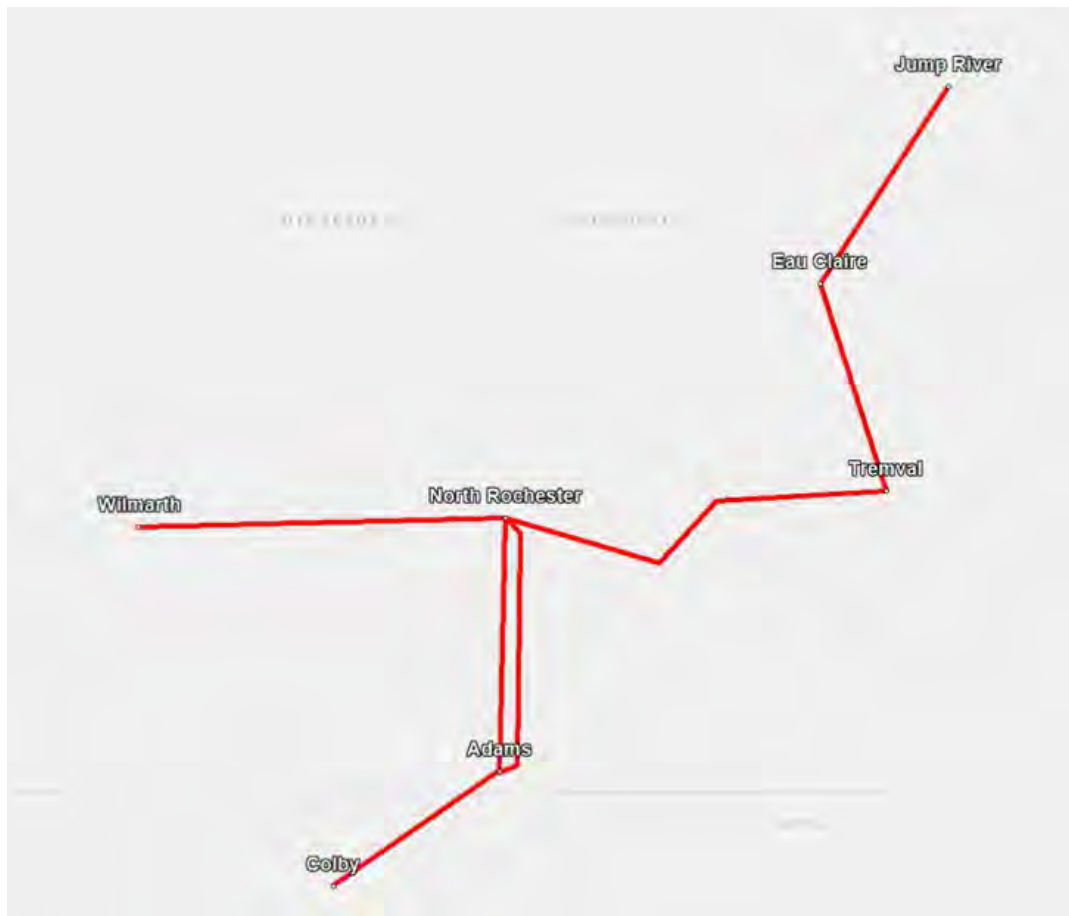 Jump River
Eau Claire
Tremval
North Rochester
Wilmarth
Adams
Colby